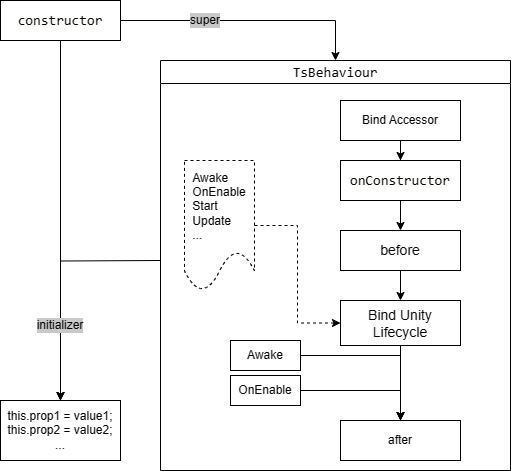 constructor
super
TsBehaviour
Bind Accessor
onConstructor
Awake
OnEnable
Start
Update
...
before
Bind Unity
Lifecycle
initializer
Awake
OnEnable
this.prop1 = value1;
this.prop2 = value2;
...
after